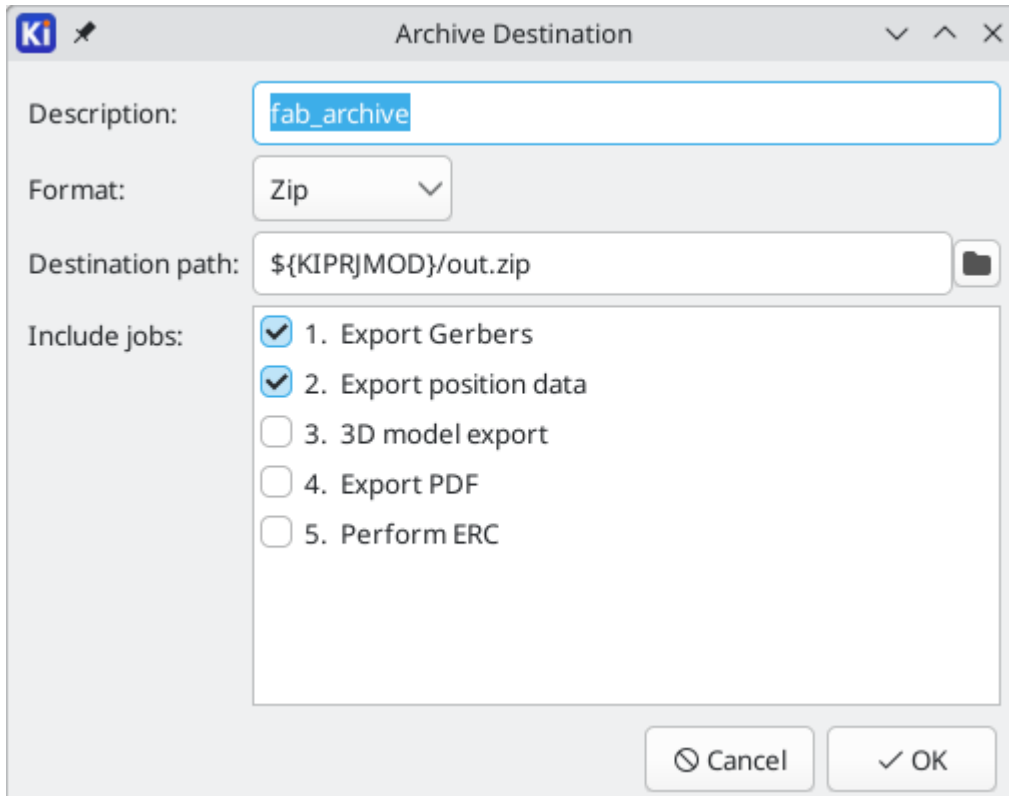 Ki Archive Destination
Description: fab_archive
Format: Zip
Destination path: ${KIPRJMOD}/out.zip
Include jobs: 1. Export Gerbers
2. Export position data
3. 3D model export
4. Export PDF
5. Perform ERC
Cancel OK